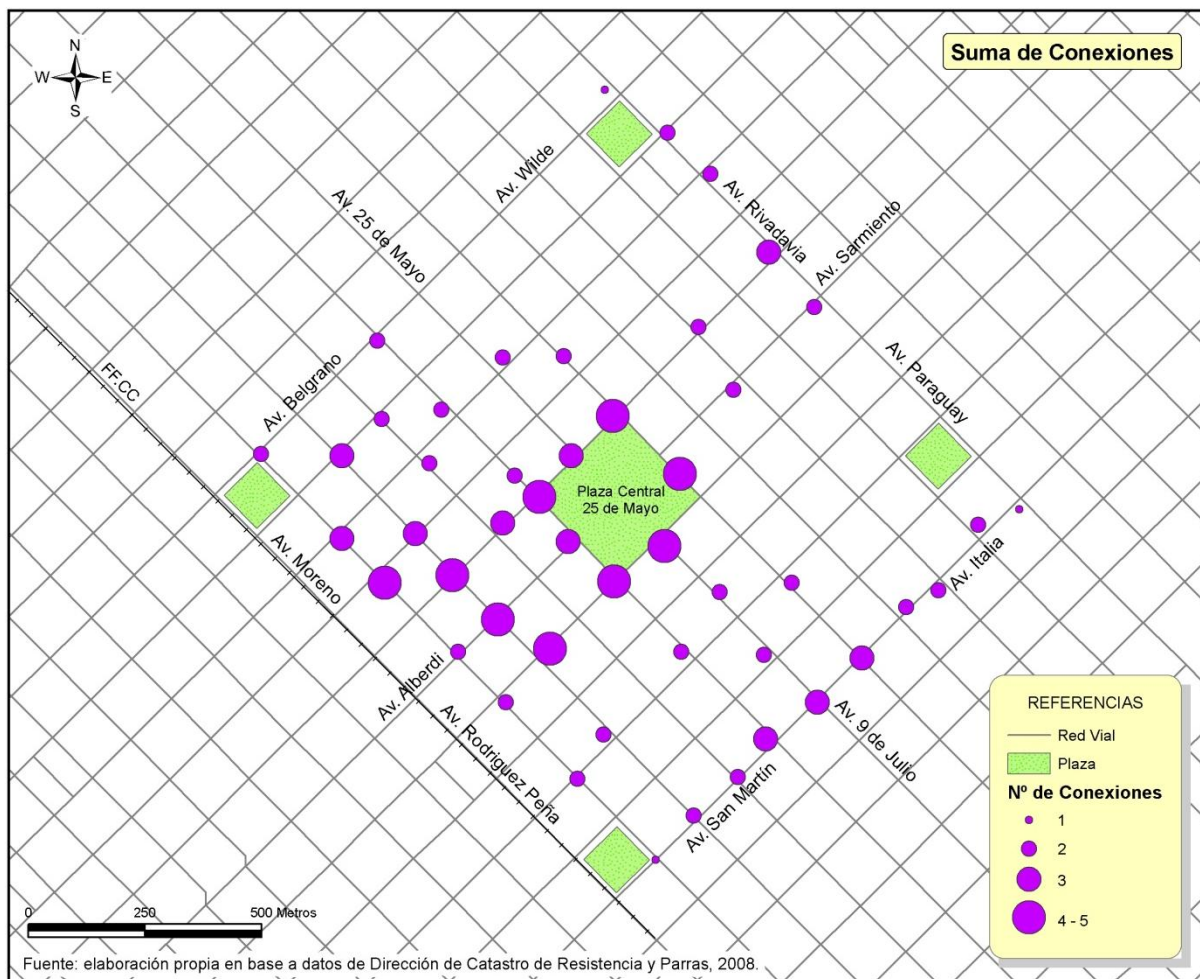 Suma de Conexiones
N
W E
S
Av. Wilde
Av. 25 de Mayo
Av. Rivadavia
Av. Sarmiento
FF.CC
Av. Belgrano
Av. Paraguay
Plaza Central
25 de Mayo
Av. Moreno
Av. Italia
Av. Alberdi
Av. Rodriguez Peña
Av. 9 de Julio
Av. San Martín
REFERENCIAS
Red Vial
Plaza
Nº de Conexiones
1
2
3
4 - 5
0 250 500 Metros
Fuente: elaboración propia en base a datos de Dirección de Catastro de Resistencia y Parras, 2008.